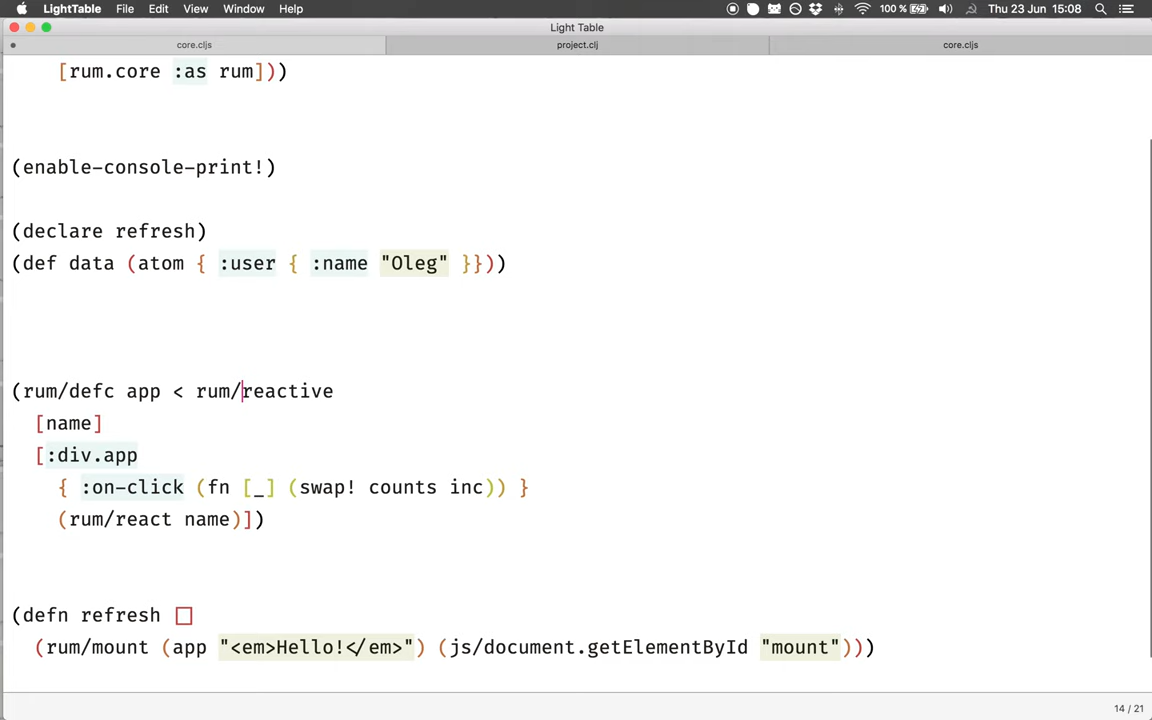 LightTable File Edit View Window Help 100 % Thu 23 Jun 15:08
LightTable
core.cljs project.clj core.cljs
[rum.core :as rum]))
(enable-console-print!)
(declare refresh)
(def data (atom { :user { :name "Oleg" }}))
(rum/defc app < rum/reactive
[name]
[:div.app
{ :on-click (fn [_] (swap! counts inc)) }
(rum/react name)])
(defn refresh []
(rum/mount (app "<em>Hello!</em>") (js/document.getElementById "mount")))
14 / 21